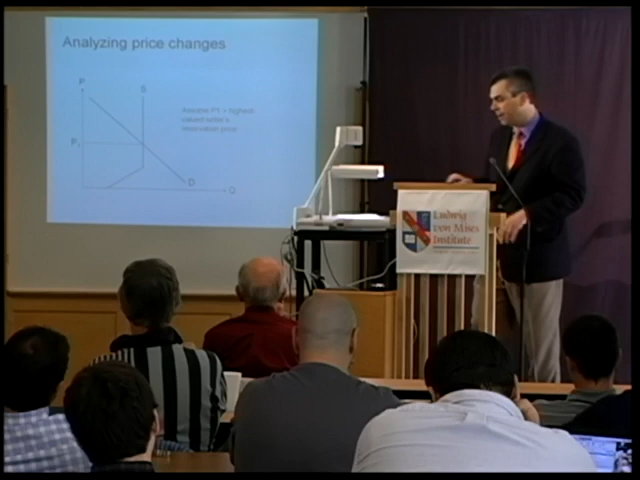 Analyzing price changes
P
S
Assume P1 > highest-
valued seller's
reservation price
P1
D
Q
Ludwig
von Mises
Institute